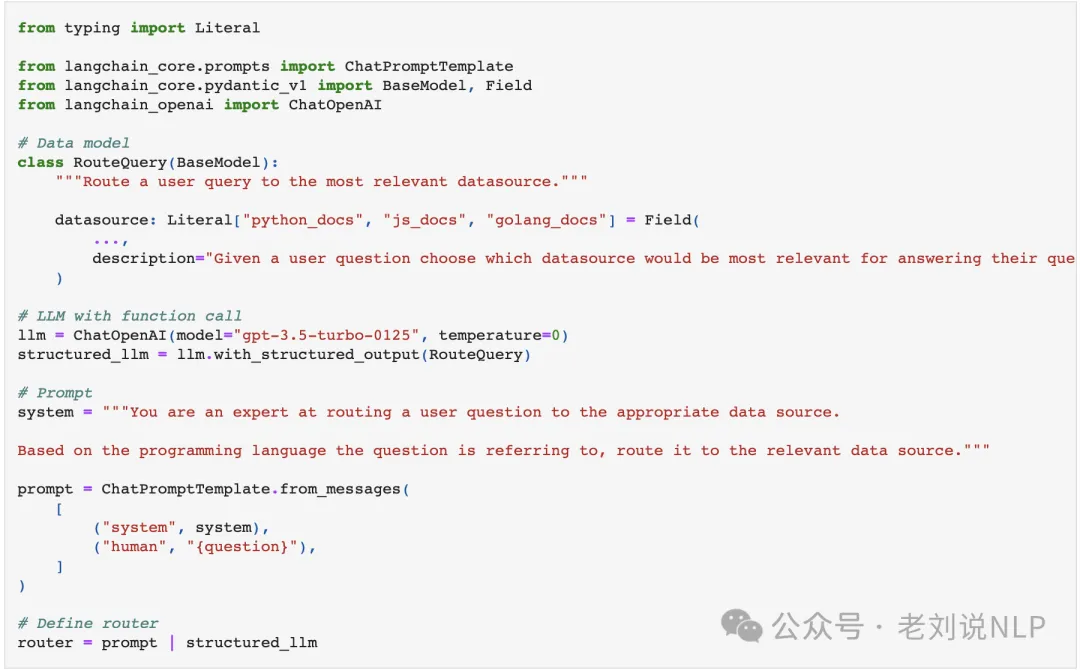 from typing import Literal

from langchain_core.prompts import ChatPromptTemplate
from langchain_core.pydantic_v1 import BaseModel, Field
from langchain_openai import ChatOpenAI

# Data model
class RouteQuery(BaseModel):
    """Route a user query to the most relevant datasource."""

    datasource: Literal["python_docs", "js_docs", "golang_docs"] = Field(
        ...,
        description="Given a user question choose which datasource would be most relevant for answering their que
    )

# LLM with function call
llm = ChatOpenAI(model="gpt-3.5-turbo-0125", temperature=0)
structured_llm = llm.with_structured_output(RouteQuery)

# Prompt
system = """You are an expert at routing a user question to the appropriate data source.

Based on the programming language the question is referring to, route it to the relevant data source."""

prompt = ChatPromptTemplate.from_messages(
    [
        ("system", system),
        ("human", "{question}"),
    ]
)

# Define router
router = prompt | structured_llm
公众号 · 老刘说NLP